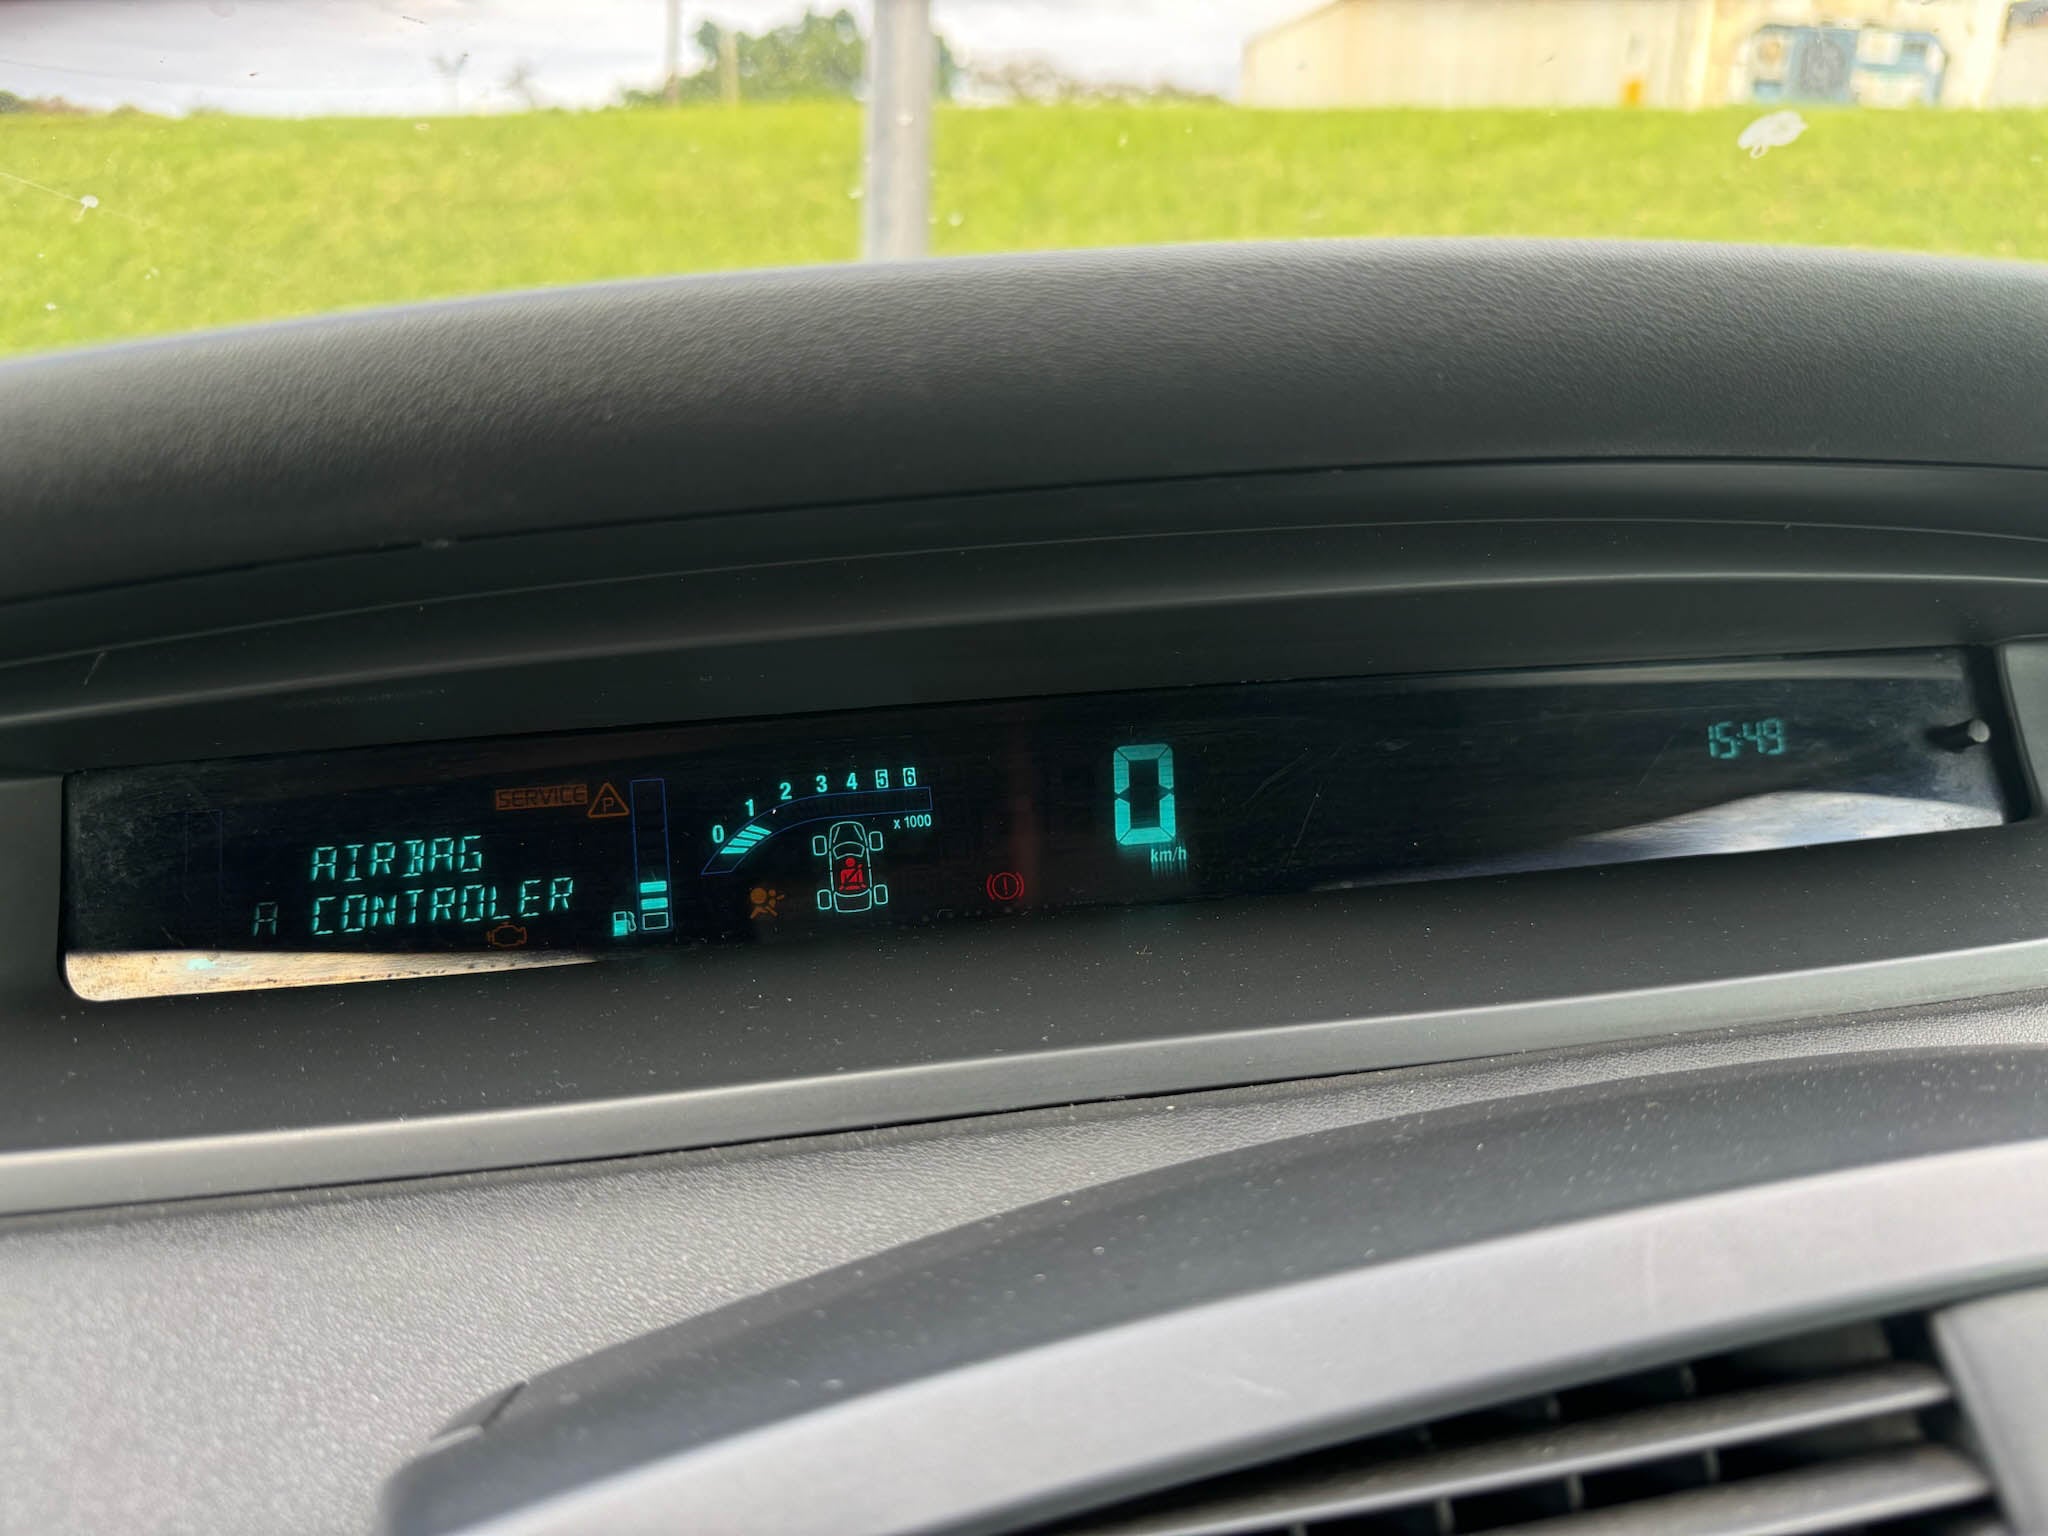 SERVICE P
AIRBAG
A CONTROLER
0 1 2 3 4 5 6
x 1000
0
km/h
15:49